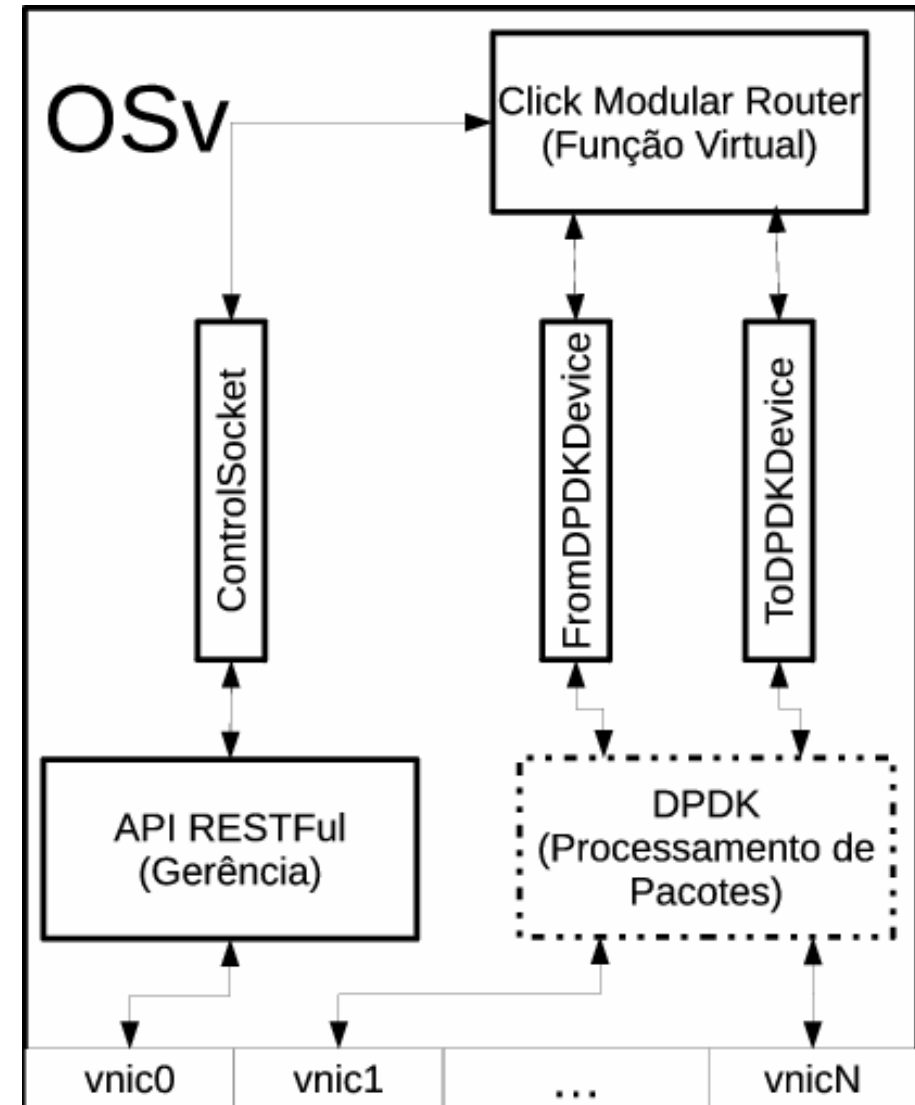 OSv
Click Modular Router
(Função Virtual)
ControlSocket
FromDPDKDevice
ToDPDKDevice
API RESTFul
(Gerência)
DPDK
(Processamento de
Pacotes)
vnic0
vnic1
...
vnicN